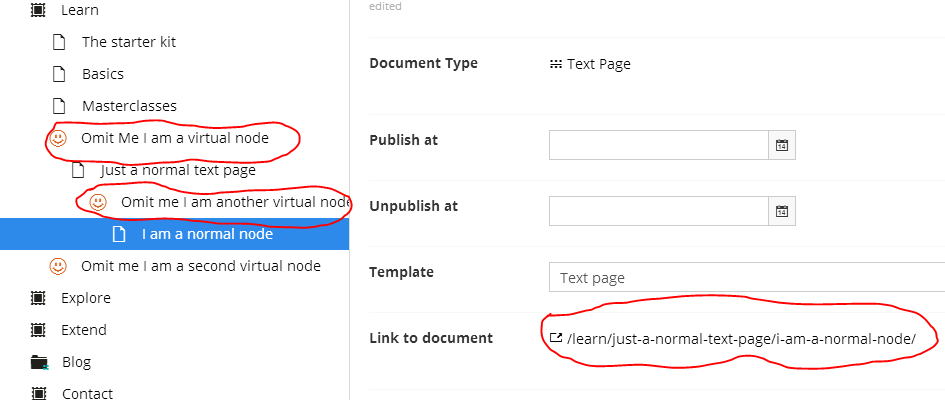 Learn
The starter kit
Basics
Masterclasses
Omit Me I am a virtual node
Just a normal text page
Omit me I am another virtual node
I am a normal node
Omit me I am a second virtual node
Explore
Extend
Blog
Contact
edited
Document Type
Text Page
Publish at
14
Unpublish at
14
Template
Text page
Link to document
/learn/just-a-normal-text-page/i-am-a-normal-node/